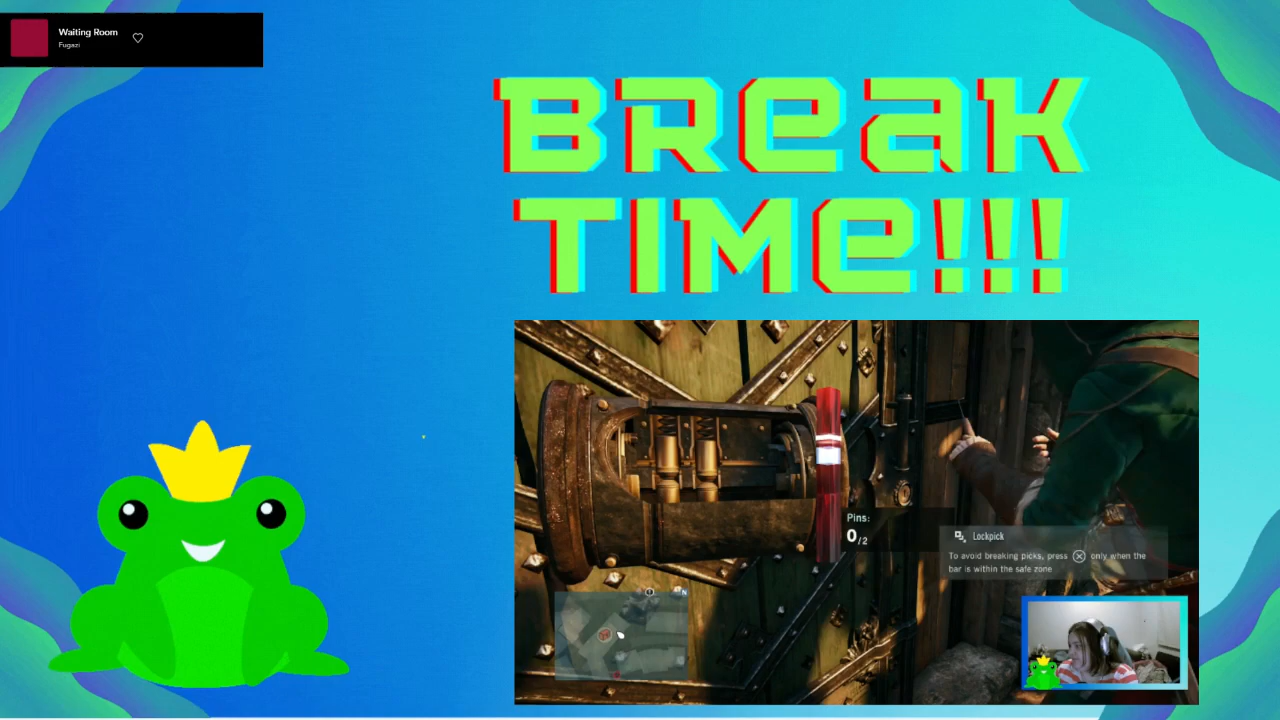 Waiting Room
Fugazi
BReaK
TIMe!!!
Pins:
0/2
Lockpick
To avoid breaking picks, press ⓧ only when the
bar is within the safe zone
N